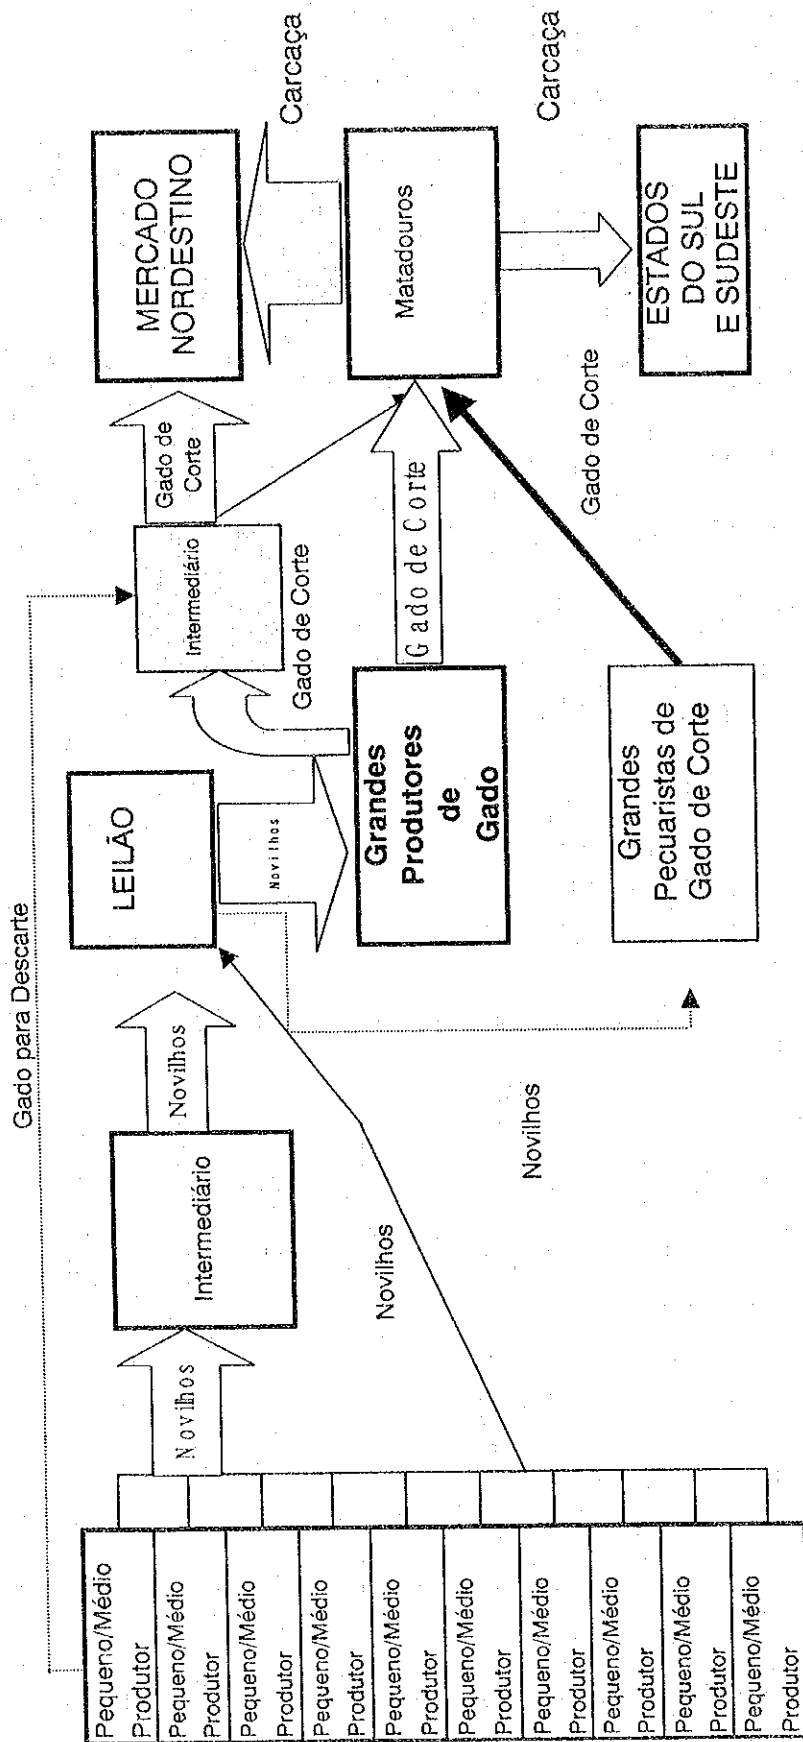 Gado para Descarte
Pequeno/Médio
Produtor
Pequeno/Médio
Produtor
Pequeno/Médio
Produtor
Pequeno/Médio
Produtor
Pequeno/Médio
Produtor
Pequeno/Médio
Produtor
Pequeno/Médio
Produtor
Pequeno/Médio
Produtor
Pequeno/Médio
Produtor
Pequeno/Médio
Produtor
Novilhos
Intermediário
Novilhos
LEILÃO
Novilhos
Novilhos
Novilhos
Grandes
Produtores
de
Gado
Grandes
Pecuaristas de
Gado de Corte
Intermediário
Gado de Corte
Gado de
Corte
Gado de Corte
Gado de Corte
MERCADO
NORDESTINO
Matadouros
ESTADOS
DO SUL
E SUDESTE
Carcaça
Carcaça